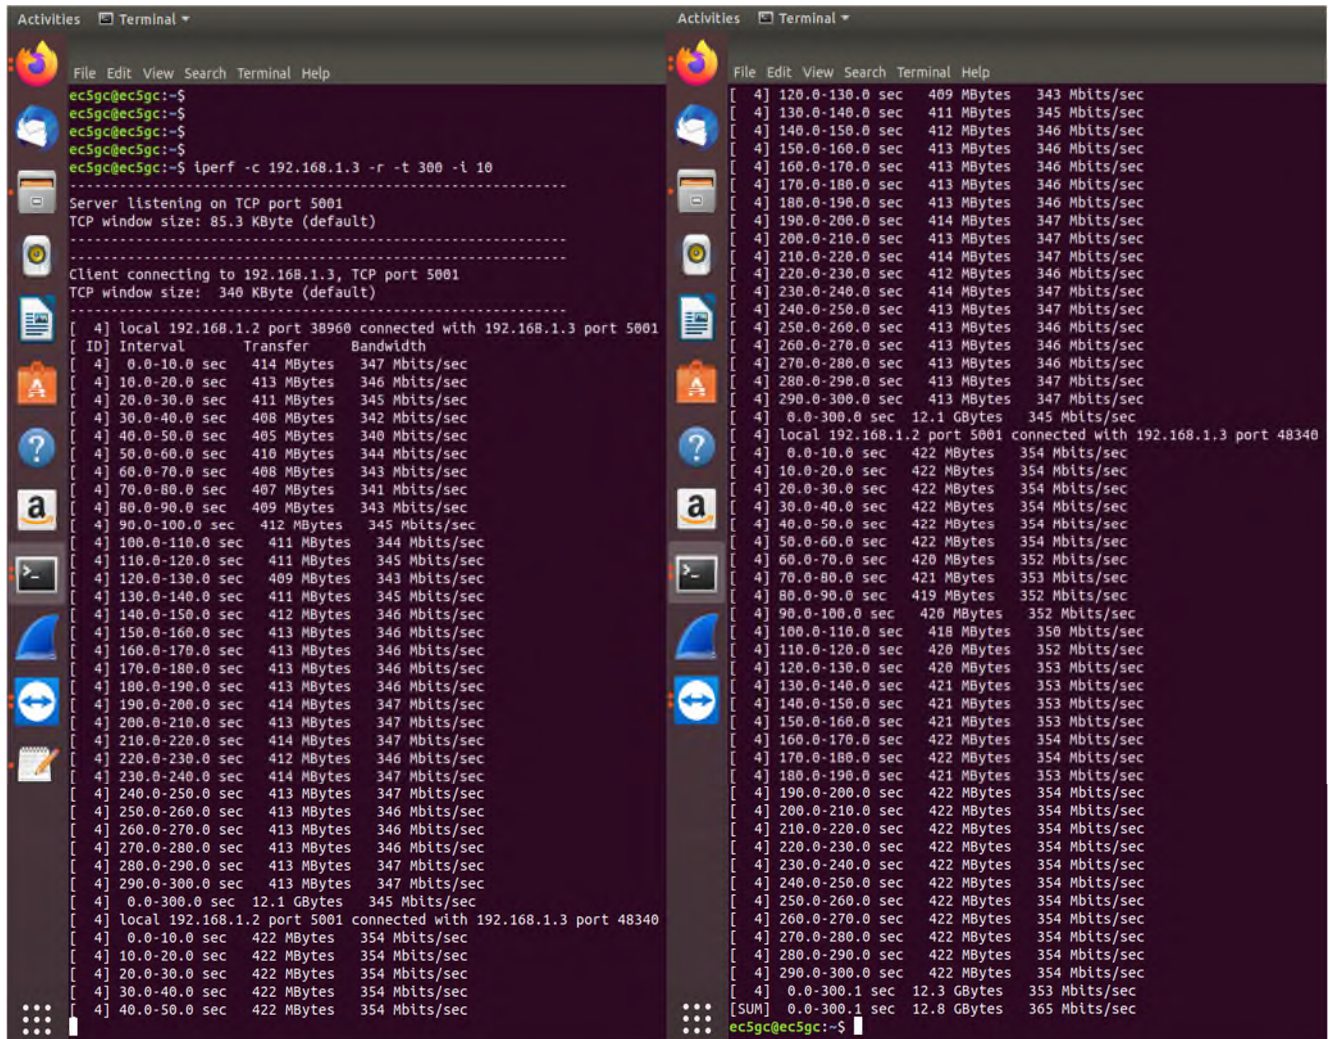 Activities Terminal
File Edit View Search Terminal Help
ec5gc@ec5gc:~$
ec5gc@ec5gc:~$
ec5gc@ec5gc:~$
ec5gc@ec5gc:~$
ec5gc@ec5gc:~$ iperf -c 192.168.1.3 -r -t 300 -i 10
------------------------------------------------------------
Server listening on TCP port 5001
TCP window size: 85.3 KByte (default)
------------------------------------------------------------
------------------------------------------------------------
Client connecting to 192.168.1.3, TCP port 5001
TCP window size: 340 KByte (default)
------------------------------------------------------------
[ 4] local 192.168.1.2 port 38960 connected with 192.168.1.3 port 5001
[ ID] Interval Transfer Bandwidth
[ 4] 0.0-10.0 sec 414 MBytes 347 Mbits/sec
[ 4] 10.0-20.0 sec 413 MBytes 346 Mbits/sec
[ 4] 20.0-30.0 sec 411 MBytes 345 Mbits/sec
[ 4] 30.0-40.0 sec 408 MBytes 342 Mbits/sec
[ 4] 40.0-50.0 sec 405 MBytes 340 Mbits/sec
[ 4] 50.0-60.0 sec 410 MBytes 344 Mbits/sec
[ 4] 60.0-70.0 sec 408 MBytes 343 Mbits/sec
[ 4] 70.0-80.0 sec 407 MBytes 341 Mbits/sec
[ 4] 80.0-90.0 sec 409 MBytes 343 Mbits/sec
[ 4] 90.0-100.0 sec 412 MBytes 345 Mbits/sec
[ 4] 100.0-110.0 sec 411 MBytes 344 Mbits/sec
[ 4] 110.0-120.0 sec 411 MBytes 345 Mbits/sec
[ 4] 120.0-130.0 sec 409 MBytes 343 Mbits/sec
[ 4] 130.0-140.0 sec 411 MBytes 345 Mbits/sec
[ 4] 140.0-150.0 sec 412 MBytes 346 Mbits/sec
[ 4] 150.0-160.0 sec 413 MBytes 346 Mbits/sec
[ 4] 160.0-170.0 sec 413 MBytes 346 Mbits/sec
[ 4] 170.0-180.0 sec 413 MBytes 346 Mbits/sec
[ 4] 180.0-190.0 sec 413 MBytes 346 Mbits/sec
[ 4] 190.0-200.0 sec 414 MBytes 347 Mbits/sec
[ 4] 200.0-210.0 sec 413 MBytes 347 Mbits/sec
[ 4] 210.0-220.0 sec 414 MBytes 347 Mbits/sec
[ 4] 220.0-230.0 sec 412 MBytes 346 Mbits/sec
[ 4] 230.0-240.0 sec 414 MBytes 347 Mbits/sec
[ 4] 240.0-250.0 sec 413 MBytes 347 Mbits/sec
[ 4] 250.0-260.0 sec 413 MBytes 346 Mbits/sec
[ 4] 260.0-270.0 sec 413 MBytes 346 Mbits/sec
[ 4] 270.0-280.0 sec 413 MBytes 346 Mbits/sec
[ 4] 280.0-290.0 sec 413 MBytes 347 Mbits/sec
[ 4] 290.0-300.0 sec 413 MBytes 347 Mbits/sec
[ 4] 0.0-300.0 sec 12.1 GBytes 345 Mbits/sec
[ 4] local 192.168.1.2 port 5001 connected with 192.168.1.3 port 48340
[ 4] 0.0-10.0 sec 422 MBytes 354 Mbits/sec
[ 4] 10.0-20.0 sec 422 MBytes 354 Mbits/sec
[ 4] 20.0-30.0 sec 422 MBytes 354 Mbits/sec
[ 4] 30.0-40.0 sec 422 MBytes 354 Mbits/sec
[ 4] 40.0-50.0 sec 422 MBytes 354 Mbits/sec
Activities Terminal
File Edit View Search Terminal Help
[ 4] 120.0-130.0 sec 409 MBytes 343 Mbits/sec
[ 4] 130.0-140.0 sec 411 MBytes 345 Mbits/sec
[ 4] 140.0-150.0 sec 412 MBytes 346 Mbits/sec
[ 4] 150.0-160.0 sec 413 MBytes 346 Mbits/sec
[ 4] 160.0-170.0 sec 413 MBytes 346 Mbits/sec
[ 4] 170.0-180.0 sec 413 MBytes 346 Mbits/sec
[ 4] 180.0-190.0 sec 413 MBytes 346 Mbits/sec
[ 4] 190.0-200.0 sec 414 MBytes 347 Mbits/sec
[ 4] 200.0-210.0 sec 413 MBytes 347 Mbits/sec
[ 4] 210.0-220.0 sec 414 MBytes 347 Mbits/sec
[ 4] 220.0-230.0 sec 412 MBytes 346 Mbits/sec
[ 4] 230.0-240.0 sec 414 MBytes 347 Mbits/sec
[ 4] 240.0-250.0 sec 413 MBytes 347 Mbits/sec
[ 4] 250.0-260.0 sec 413 MBytes 346 Mbits/sec
[ 4] 260.0-270.0 sec 413 MBytes 346 Mbits/sec
[ 4] 270.0-280.0 sec 413 MBytes 346 Mbits/sec
[ 4] 280.0-290.0 sec 413 MBytes 347 Mbits/sec
[ 4] 290.0-300.0 sec 413 MBytes 347 Mbits/sec
[ 4] 0.0-300.0 sec 12.1 GBytes 345 Mbits/sec
[ 4] local 192.168.1.2 port 5001 connected with 192.168.1.3 port 48340
[ 4] 0.0-10.0 sec 422 MBytes 354 Mbits/sec
[ 4] 10.0-20.0 sec 422 MBytes 354 Mbits/sec
[ 4] 20.0-30.0 sec 422 MBytes 354 Mbits/sec
[ 4] 30.0-40.0 sec 422 MBytes 354 Mbits/sec
[ 4] 40.0-50.0 sec 422 MBytes 354 Mbits/sec
[ 4] 50.0-60.0 sec 422 MBytes 354 Mbits/sec
[ 4] 60.0-70.0 sec 420 MBytes 352 Mbits/sec
[ 4] 70.0-80.0 sec 421 MBytes 353 Mbits/sec
[ 4] 80.0-90.0 sec 419 MBytes 352 Mbits/sec
[ 4] 90.0-100.0 sec 420 MBytes 352 Mbits/sec
[ 4] 100.0-110.0 sec 418 MBytes 350 Mbits/sec
[ 4] 110.0-120.0 sec 420 MBytes 352 Mbits/sec
[ 4] 120.0-130.0 sec 420 MBytes 353 Mbits/sec
[ 4] 130.0-140.0 sec 421 MBytes 353 Mbits/sec
[ 4] 140.0-150.0 sec 421 MBytes 353 Mbits/sec
[ 4] 150.0-160.0 sec 421 MBytes 353 Mbits/sec
[ 4] 160.0-170.0 sec 422 MBytes 354 Mbits/sec
[ 4] 170.0-180.0 sec 422 MBytes 354 Mbits/sec
[ 4] 180.0-190.0 sec 421 MBytes 353 Mbits/sec
[ 4] 190.0-200.0 sec 422 MBytes 354 Mbits/sec
[ 4] 200.0-210.0 sec 422 MBytes 354 Mbits/sec
[ 4] 210.0-220.0 sec 422 MBytes 354 Mbits/sec
[ 4] 220.0-230.0 sec 422 MBytes 354 Mbits/sec
[ 4] 230.0-240.0 sec 422 MBytes 354 Mbits/sec
[ 4] 240.0-250.0 sec 422 MBytes 354 Mbits/sec
[ 4] 250.0-260.0 sec 422 MBytes 354 Mbits/sec
[ 4] 260.0-270.0 sec 422 MBytes 354 Mbits/sec
[ 4] 270.0-280.0 sec 422 MBytes 354 Mbits/sec
[ 4] 280.0-290.0 sec 422 MBytes 354 Mbits/sec
[ 4] 290.0-300.0 sec 422 MBytes 354 Mbits/sec
[ 4] 0.0-300.1 sec 12.3 GBytes 353 Mbits/sec
[SUM] 0.0-300.1 sec 12.8 GBytes 365 Mbits/sec
ec5gc@ec5gc:~$